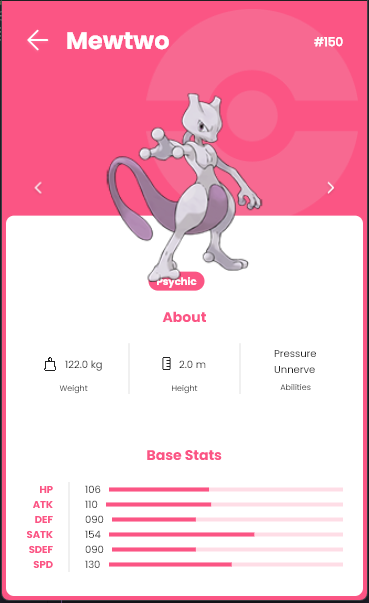 Mewtwo #150
Psychic
About
122.0 kg 2.0 m Pressure
Unnerve
Weight Height Abilities
Base Stats
HP 106
ATK 110
DEF 090
SATK 154
SDEF 090
SPD 130